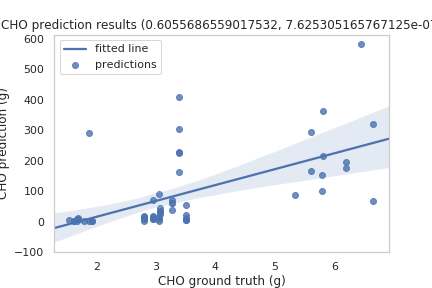 CHO prediction results (0.6055686559017532, 7.625305165767125e-0
600
500
400
300
200
100
0
−100
CHO prediction (g)
fitted line
predictions
2 3 4 5 6
CHO ground truth (g)